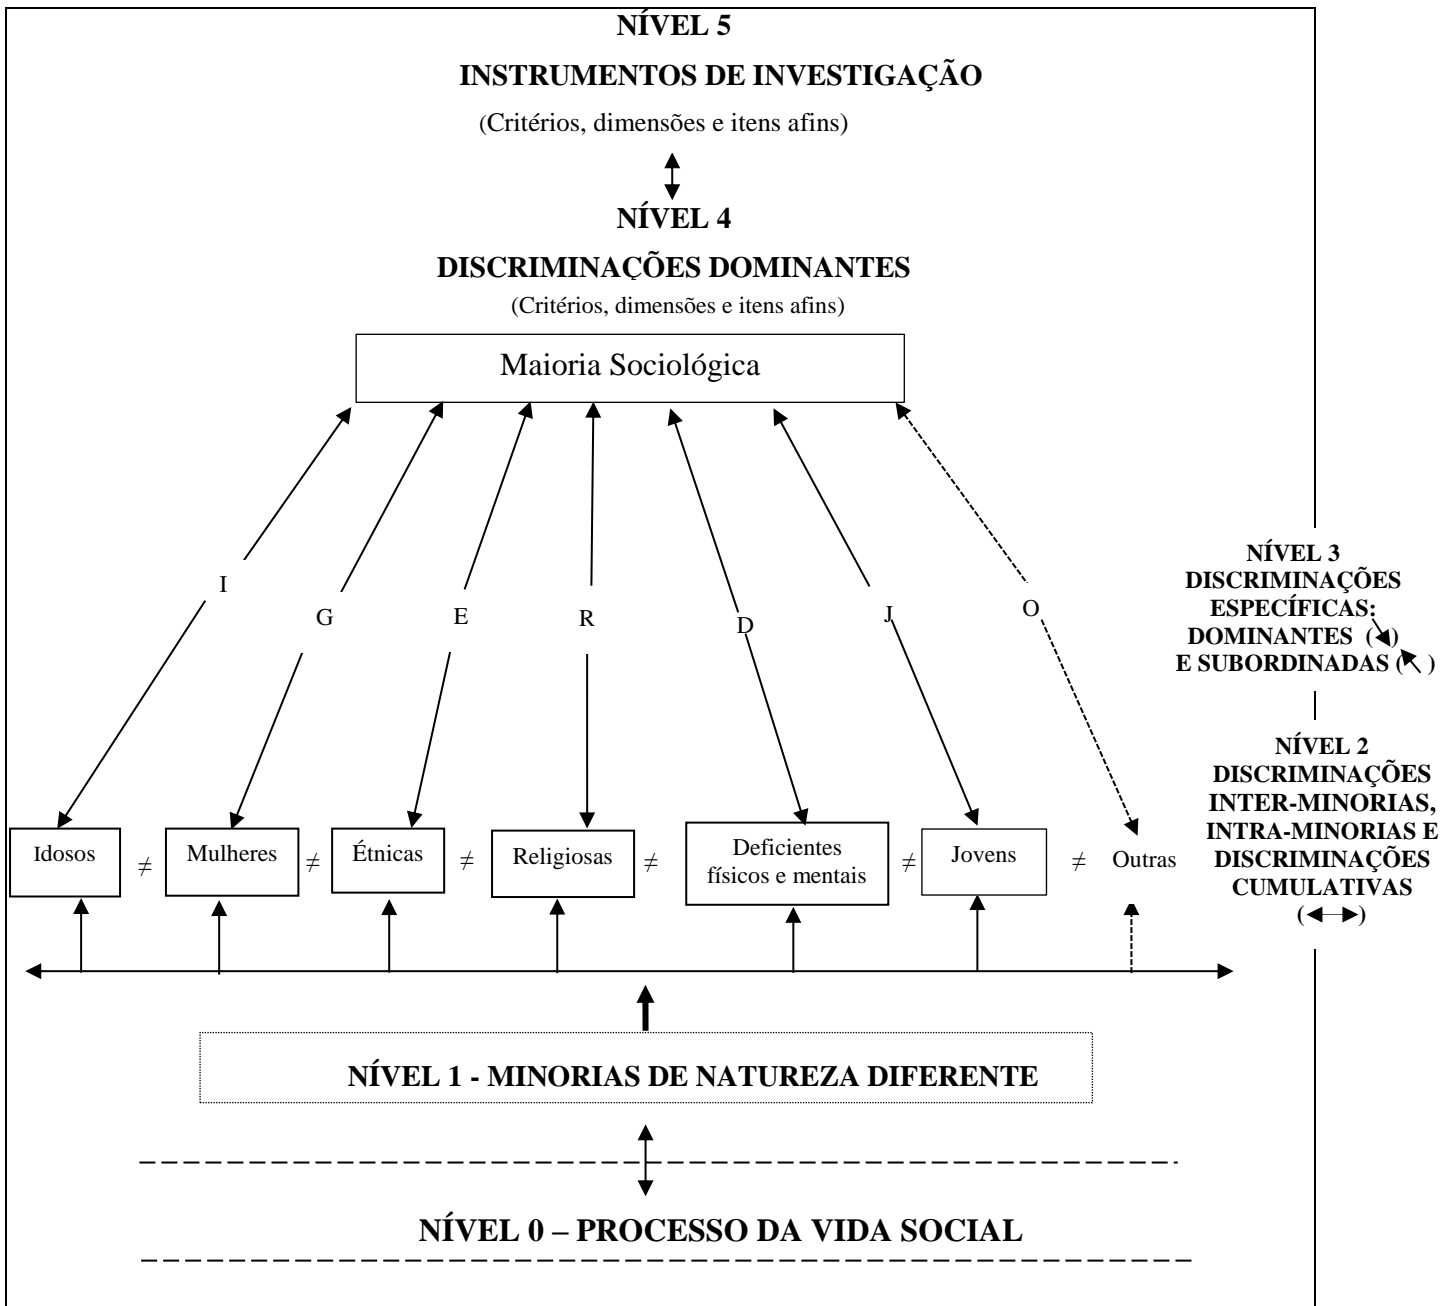 NÍVEL 5
INSTRUMENTOS DE INVESTIGAÇÃO
(Critérios, dimensões e itens afins)
NÍVEL 4
DISCRIMINAÇÕES DOMINANTES
(Critérios, dimensões e itens afins)
Maioria Sociológica
I
G
E
R
D
J
O
NÍVEL 3
DISCRIMINAÇÕES
ESPECÍFICAS:
DOMINANTES ( )
E SUBORDINADAS ( )
NÍVEL 2
DISCRIMINAÇÕES
INTER-MINORIAS,
INTRA-MINORIAS E
DISCRIMINAÇÕES
CUMULATIVAS
(◄─►)
Idosos ≠ Mulheres ≠ Étnicas ≠ Religiosas ≠ Deficientes
físicos e mentais ≠ Jovens ≠ Outras
NÍVEL 1 - MINORIAS DE NATUREZA DIFERENTE
NÍVEL 0 – PROCESSO DA VIDA SOCIAL